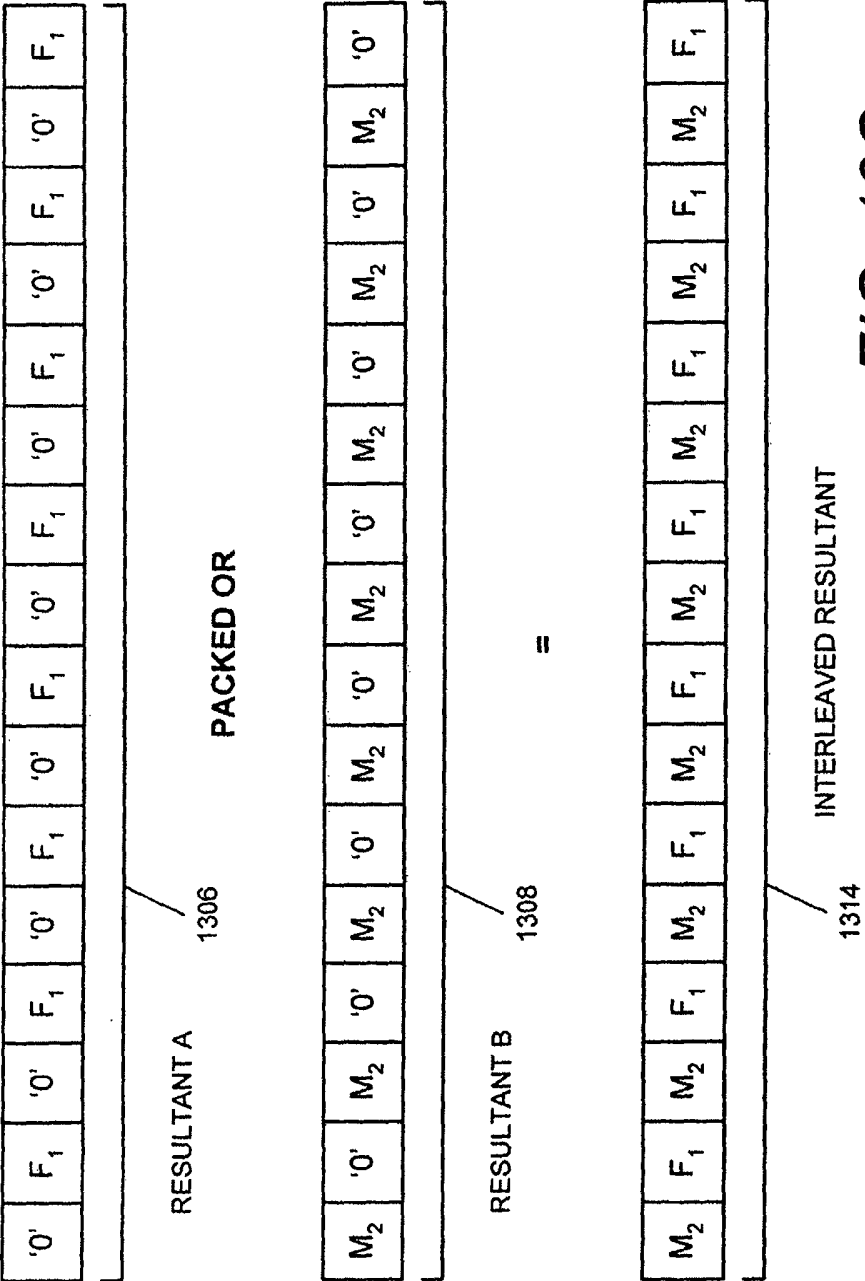 '0' F₁ '0' F₁ '0' F₁ '0' F₁ '0' F₁ '0' F₁ '0' F₁ '0' F₁
RESULTANT A
1306
PACKED OR
M₂ '0' M₂ '0' M₂ '0' M₂ '0' M₂ '0' M₂ '0' M₂ '0' M₂ '0'
RESULTANT B
1308
=
M₂ F₁ M₂ F₁ M₂ F₁ M₂ F₁ M₂ F₁ M₂ F₁ M₂ F₁ M₂ F₁
INTERLEAVED RESULTANT
1314